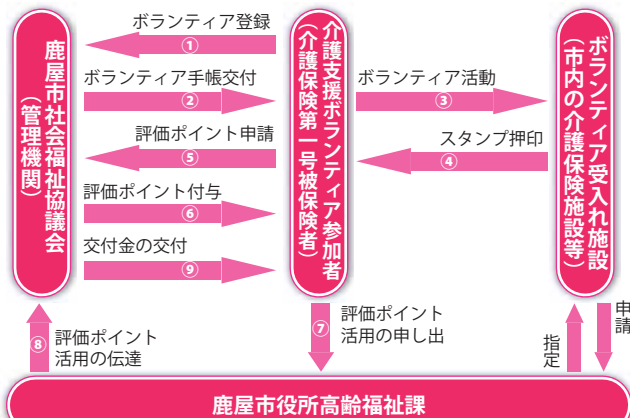 ボランティア登録
①
ボランティア手帳交付
②
評価ポイント申請
⑤
評価ポイント付与
⑥
交付金の交付
⑨
鹿屋市社会福祉協議会
（管理機関）
介護支援ボランティア参加者
（介護保険第一号被保険者）
ボランティア活動
③
スタンプ押印
④
ボランティア受入れ施設
（市内の介護保険施設等）
⑧
評価ポイント
活用の伝達
⑦
評価ポイント
活用の申し出
指定
申請
鹿屋市役所高齢福祉課